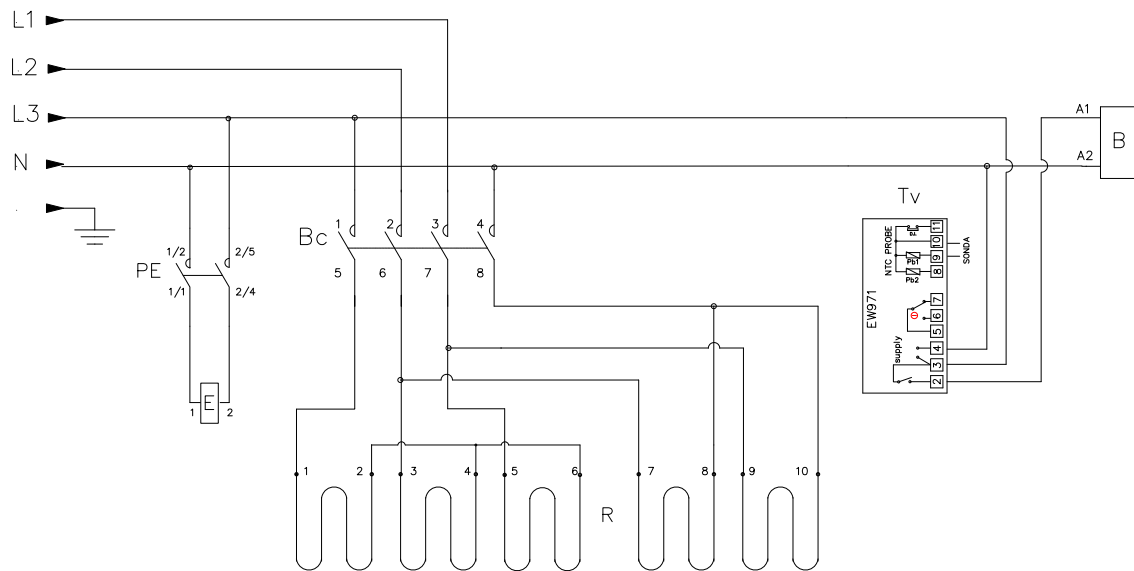 L1
L2
L3
N
A1
A2
B
Tv
1 2 3 4
Bc
5 6 7 8
1/2 2/5
PE
1/1 2/4
1 E 2
EW971
NTC PROBE
Pb1
Pb2
11
10
9
8
SONDA
7
6
5
4
3
2
supply
1 2 3 4 5 6 7 8 9 10
R